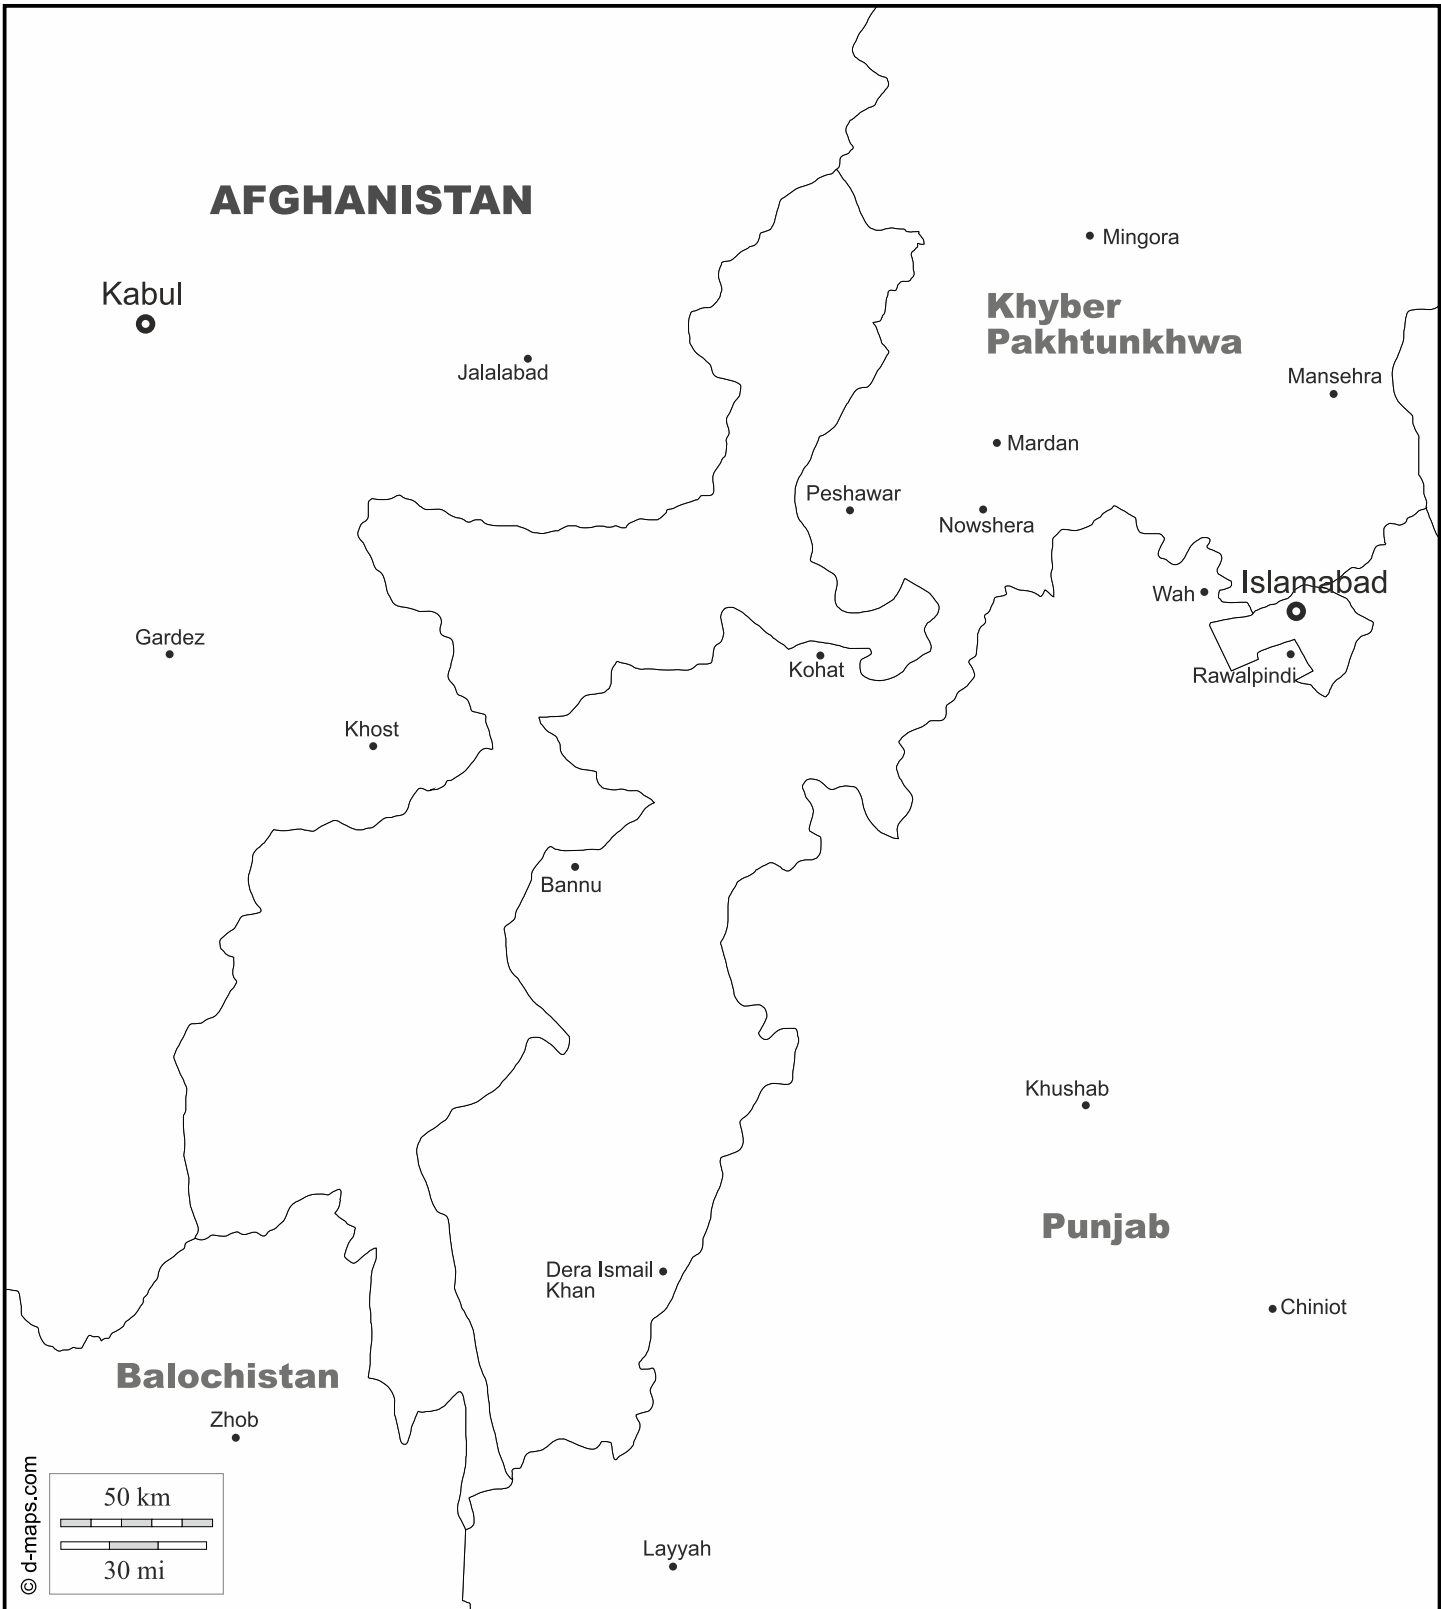 AFGHANISTAN
Mingora
Kabul
Khyber
Pakhtunkhwa
Jalalabad
Mansehra
Mardan
Peshawar
Nowshera
Islamabad
Wah
Gardez
Kohat
Rawalpindi
Khost
Bannu
Khushab
Punjab
Dera Ismail
Khan
Chiniot
Balochistan
Zhob
50 km
30 mi
© d-maps.com
Layyah